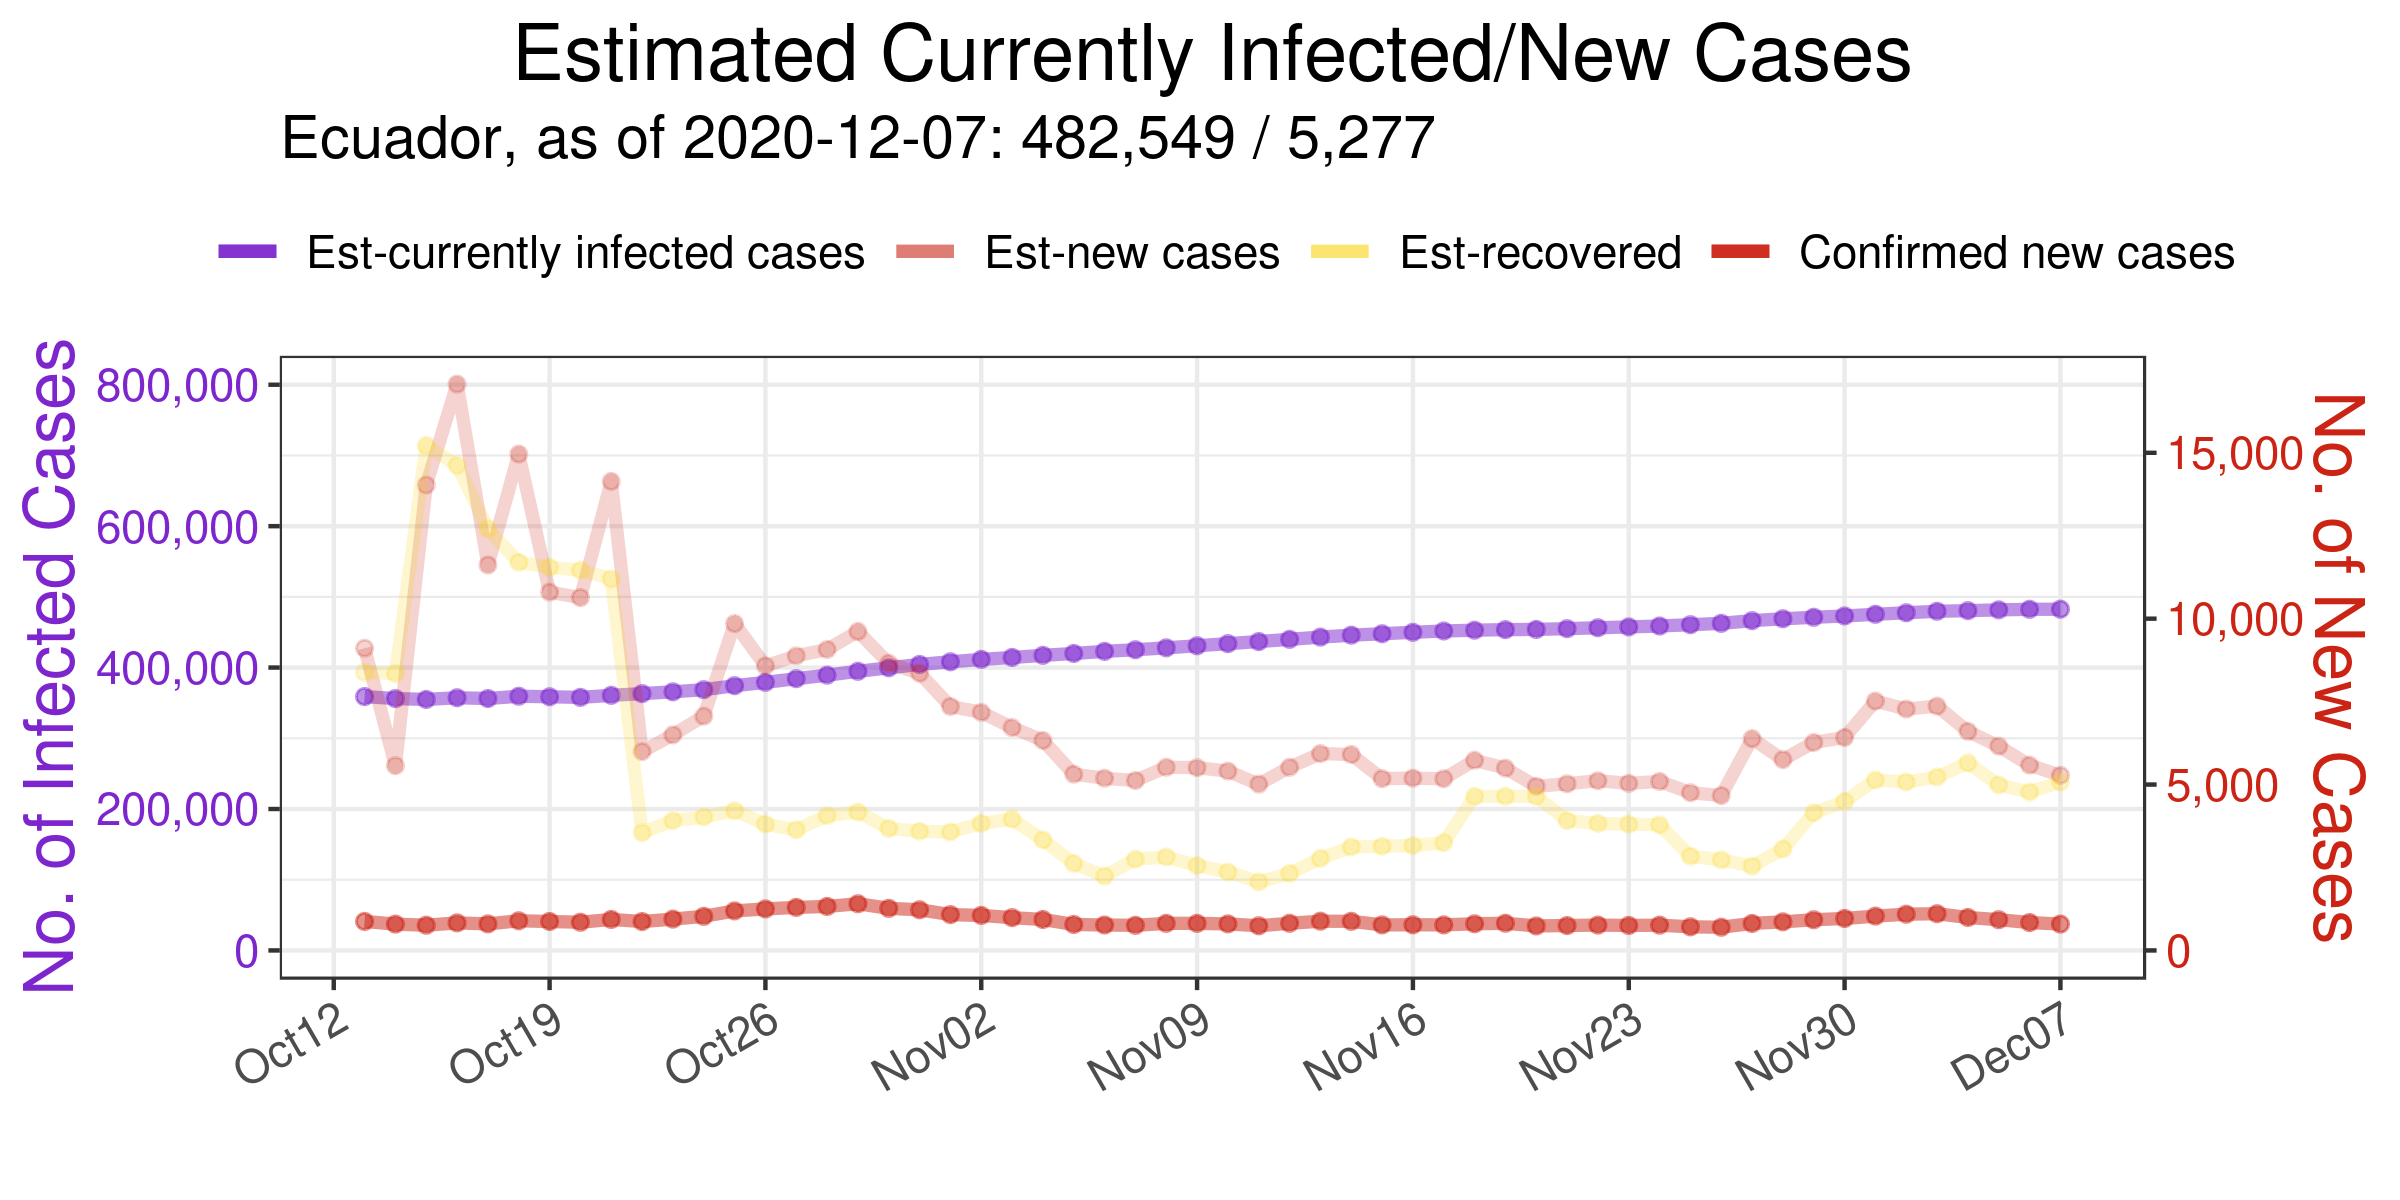 Estimated Currently Infected/New Cases
Ecuador, as of 2020-12-07: 482,549 / 5,277
Est-currently infected cases Est-new cases Est-recovered Confirmed new cases
No. of Infected Cases
800,000
600,000
400,000
200,000
0
15,000
10,000
5,000
0
No. of New Cases
Oct12 Oct19 Oct26 Nov02 Nov09 Nov16 Nov23 Nov30 Dec07